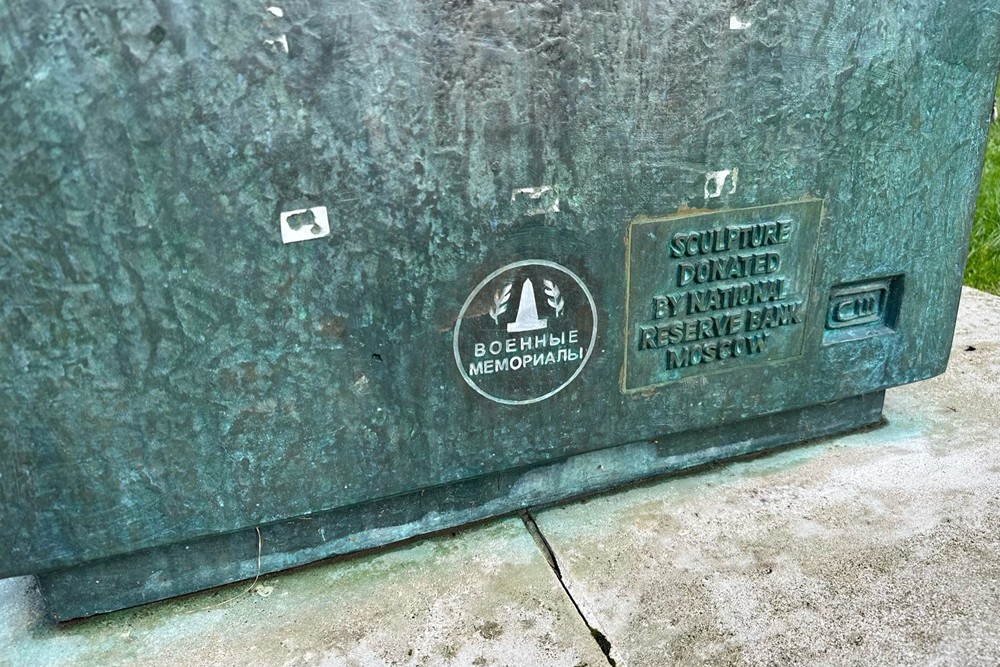 ВОЕННЫЕ
МЕМОРИАЛЫ
SCULPTURE
DONATED
BY NATIONAL
RESERVE BANK
MOSCOW